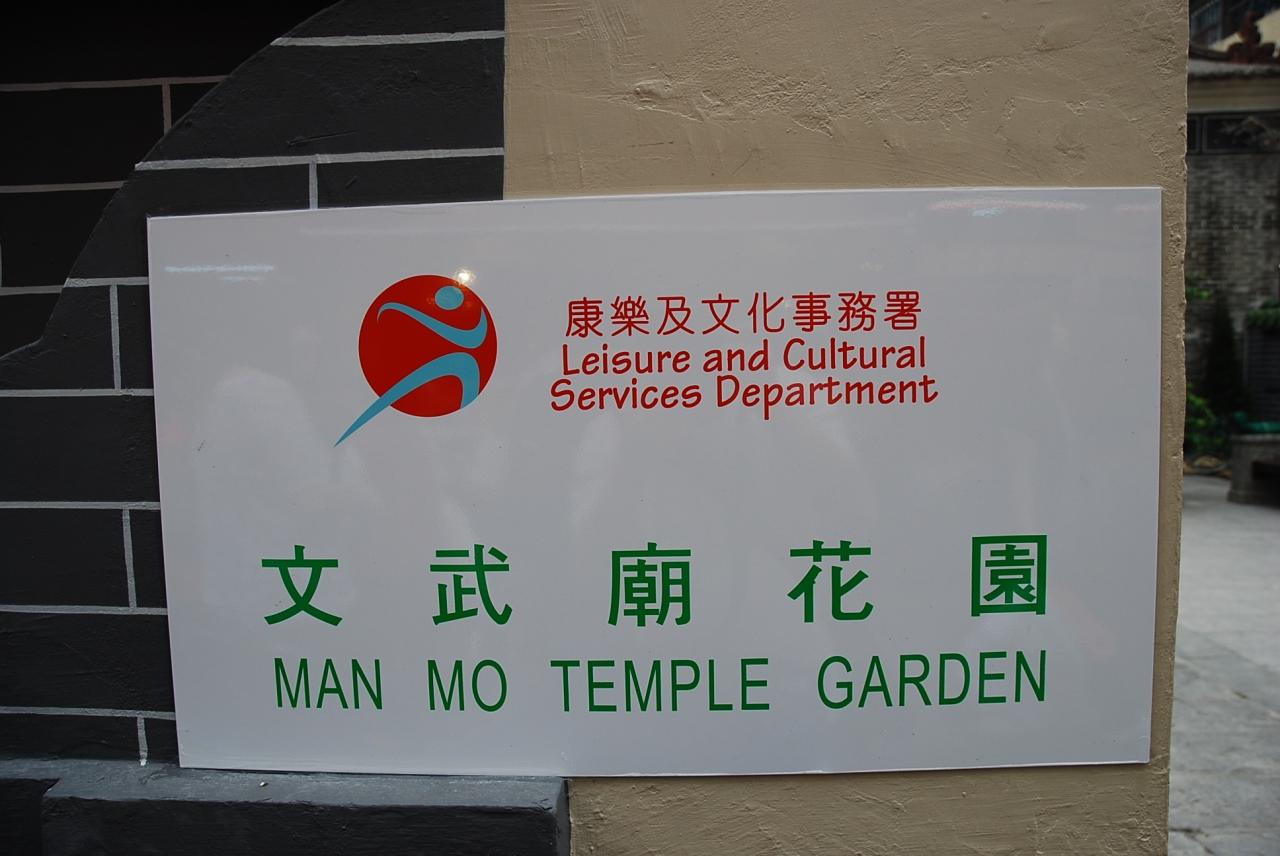 康樂及文化事務署
Leisure and Cultural
Services Department
文武廟花園
MAN MO TEMPLE GARDEN